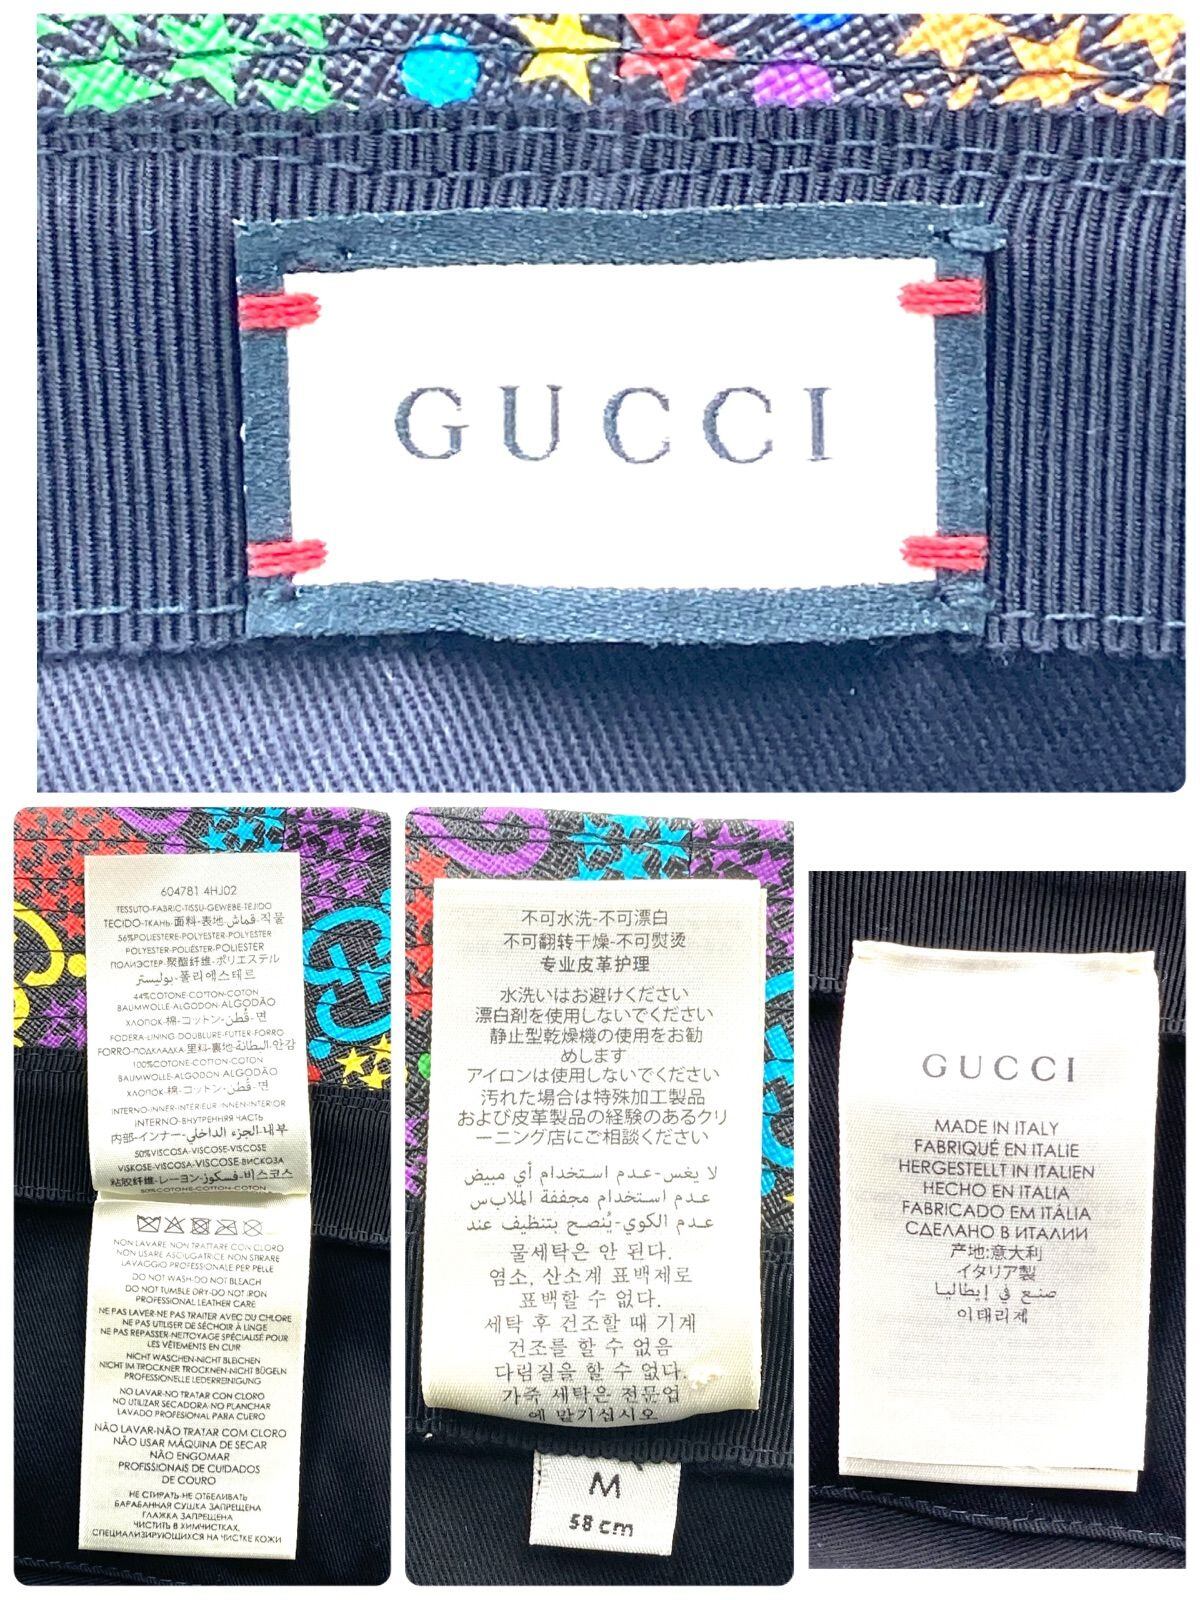 GUCCI
604781 4HJ02
TESSUTO-FABRIC-TISSU-GEWEBE-TEJIDO
TECIDO-ТКАНЬ-面料-表地-قماش-직물
56%POLIESTERE-POLYESTER-POLYESTER
POLYESTER-POLIÉSTER-POLIESTER
ПОЛИЭСТЕР-聚酯纤维-ポリエステル
폴리에스테르-بوليستر
44%COTONE-COTTON-COTON
BAUMWOLLE-ALGODON-ALGODÃO
ХЛОПОК-棉-コットン-قطن-면
FODERA-LINING-DOUBLURE-FUTTER-FORRO
FORRO-ПОДКЛАДКА-里料-裏地-البطانة-안감
100%COTONE-COTTON-COTON
BAUMWOLLE-ALGODON-ALGODÃO
ХЛОПОК-棉-コットン-قطن-면
INTERNO-INNER-INTERIEUR-INNEN-INTERIOR
INTERNO-ВНУТРЕННЯЯ ЧАСТЬ
内部-インナー-الجزء الداخلي-내부
50%VISCOSA-VISCOSE-VISCOSE
VISKOSE-VISCOSA-VISCOSE-ВИСКОЗА
粘胶纤维-レーヨン-فسكوز-비스코스
50%COTONE-COTTON-COTON
NON LAVARE-NON TRATTARE CON CLORO
NON USARE ASCIUGATRICE-NON STIRARE
LAVAGGIO PROFESSIONALE PER PELLE
DO NOT WASH-DO NOT BLEACH
DO NOT TUMBLE DRY-DO NOT IRON
PROFESSIONAL LEATHER CARE
NE PAS LAVER-NE PAS TRAITER AVEC DU CHLORE
NE PAS UTILISER DE SÉCHOIR À LINGE
NE PAS REPASSER-NETTOYAGE SPÉCIALISÉ POUR
LES VÊTEMENTS EN CUIR
NICHT WASCHEN-NICHT BLEICHEN
NICHT IM TROCKNER TROCKNEN-NICHT BÜGELN
PROFESSIONELLE LEDERREINIGUNG
NO LAVAR-NO TRATAR CON CLORO
NO UTILIZAR SECADORA-NO PLANCHAR
LAVADO PROFESIONAL PARA CUERO
NÃO LAVAR-NÃO TRATAR COM CLORO
NÃO USAR MÁQUINA DE SECAR
NÃO ENGOMAR
PROFISSIONAIS DE CUIDADOS
DE COURO
НЕ СТИРАТЬ-НЕ ОТБЕЛИВАТЬ
БАРАБАННАЯ СУШКА ЗАПРЕЩЕНА
ГЛАЖКА ЗАПРЕЩЕНА
ЧИСТИТЬ В ХИМЧИСТКАХ,
СПЕЦИАЛИЗИРУЮЩИХСЯ НА ЧИСТКЕ КОЖИ
不可水洗-不可漂白
不可翻转干燥-不可熨烫
专业皮革护理
水洗いはお避けください
漂白剤を使用しないでください
静止型乾燥機の使用をお勧
めします
アイロンは使用しないでください
汚れた場合は特殊加工製品
および皮革製品の経験のあるクリ
ーニング店にご相談ください
لا يغسل-عدم استخدام أي مبيض
عدم استخدام مجففة الملابس
عدم الكوي-يُنصح بتنظيف عند
물세탁은 안 된다.
염소, 산소계 표백제로
표백할 수 없다.
세탁 후 건조할 때 기계
건조를 할 수 없음
다림질을 할 수 없다.
가죽 세탁은 전문업
에 맡기십시오
M
58 cm
GUCCI
MADE IN ITALY
FABRIQUÉ EN ITALIE
HERGESTELLT IN ITALIEN
HECHO EN ITALIA
FABRICADO EM ITÁLIA
СДЕЛАНО В ИТАЛИИ
产地:意大利
イタリア製
صنع في إيطاليا
이태리제